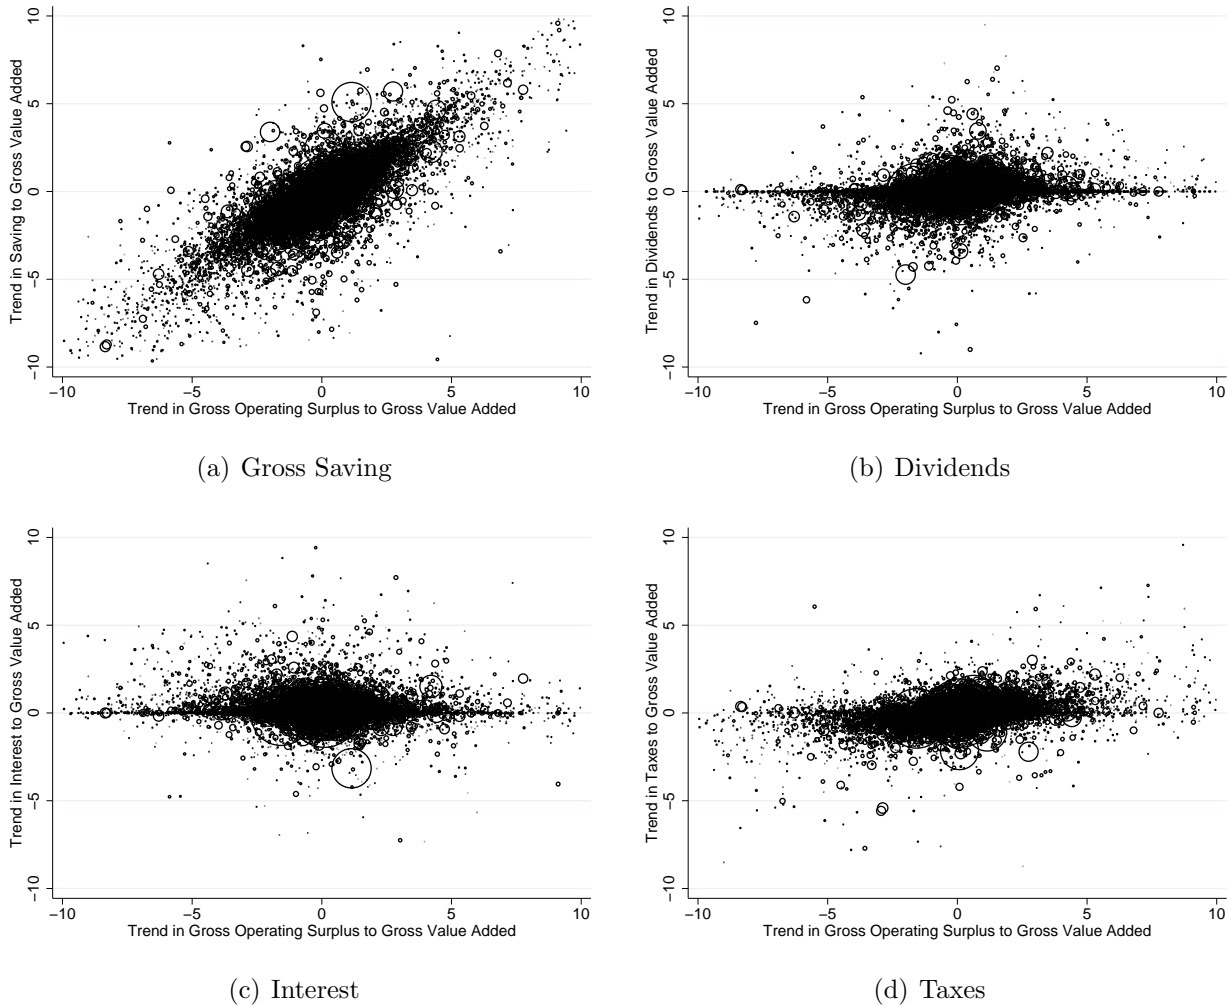 10
5
0
−5
−10
Trend in Saving to Gross Value Added
−10 −5 0 5 10
Trend in Gross Operating Surplus to Gross Value Added
(a) Gross Saving
10
5
0
−5
−10
Trend in Dividends to Gross Value Added
−10 −5 0 5 10
Trend in Gross Operating Surplus to Gross Value Added
(b) Dividends
10
5
0
−5
−10
Trend in Interest to Gross Value Added
−10 −5 0 5 10
Trend in Gross Operating Surplus to Gross Value Added
(c) Interest
10
5
0
−5
−10
Trend in Taxes to Gross Value Added
−10 −5 0 5 10
Trend in Gross Operating Surplus to Gross Value Added
(d) Taxes